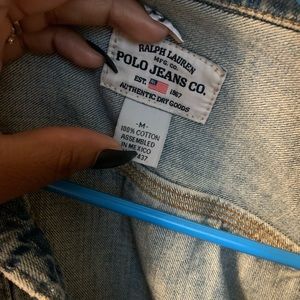 RALPH LAUREN
MFG. CO.
POLO JEANS CO.
EST. 1967
AUTHENTIC DRY GOODS
-M-
100% COTTON
ASSEMBLED
IN MEXICO